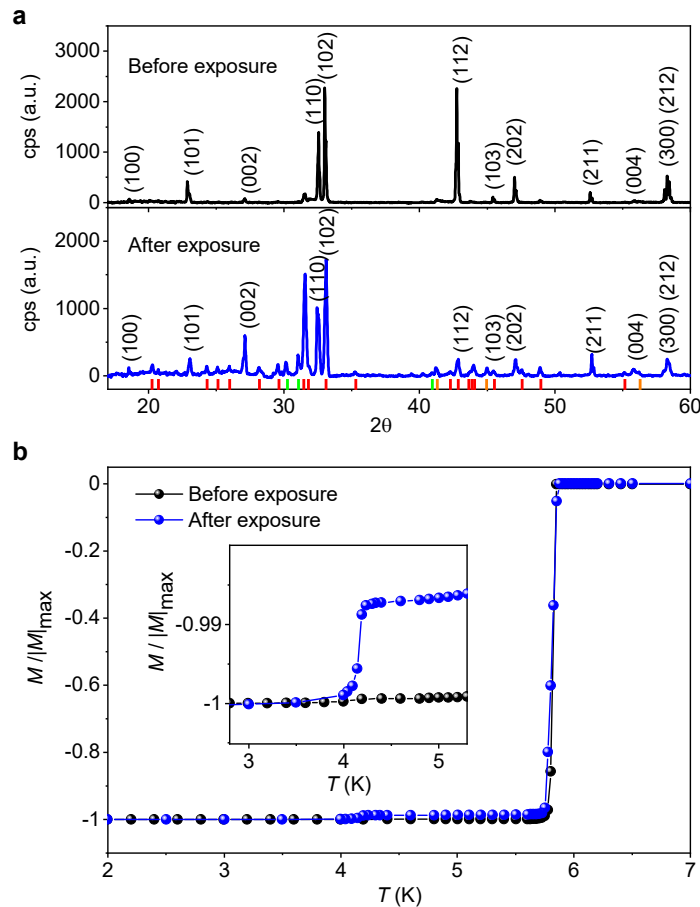 a
Before exposure
cps (a.u.)
3000
2000
1000
0
(100)
(101)
(002)
(110)
(102)
(112)
(103)
(202)
(211)
(004)
(300) (212)
After exposure
cps (a.u.)
2000
1000
0
(100)
(101)
(002)
(110)
(102)
(112)
(103)
(202)
(211)
(004)
(300) (212)
20 30 40 50 60
2θ
b
Before exposure
After exposure
M /|M|max
0
-0.2
-0.4
-0.6
-0.8
-1
M /|M|max
-0.99
-1
3 4 5
T (K)
2 3 4 5 6 7
T (K)